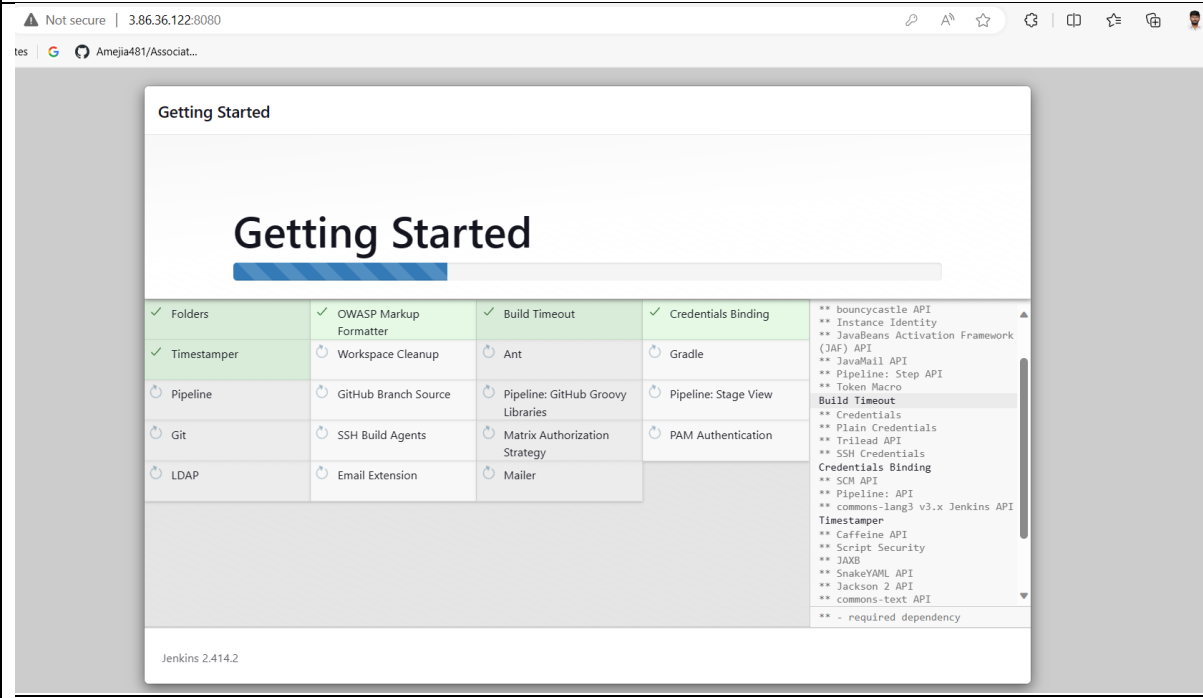 Not secure
3.86.36.122:8080
tes
Amejia481/Associat...
Getting Started
Getting Started
Folders
OWASP Markup
Formatter
Build Timeout
Credentials Binding
Timestamper
Workspace Cleanup
Ant
Gradle
Pipeline
GitHub Branch Source
Pipeline: GitHub Groovy
Libraries
Pipeline: Stage View
Git
SSH Build Agents
Matrix Authorization
Strategy
PAM Authentication
LDAP
Email Extension
Mailer
** bouncycastle API
** Instance Identity
** JavaBeans Activation Framework
(JAF) API
** JavaMail API
** Pipeline: Step API
** Token Macro
Build Timeout
** Credentials
** Plain Credentials
** Trilead API
** SSH Credentials
Credentials Binding
** SCM API
** Pipeline: API
** commons-lang3 v3.x Jenkins API
Timestamper
** Caffeine API
** Script Security
** JAXB
** SnakeYAML API
** Jackson 2 API
** commons-text API
** - required dependency
Jenkins 2.414.2